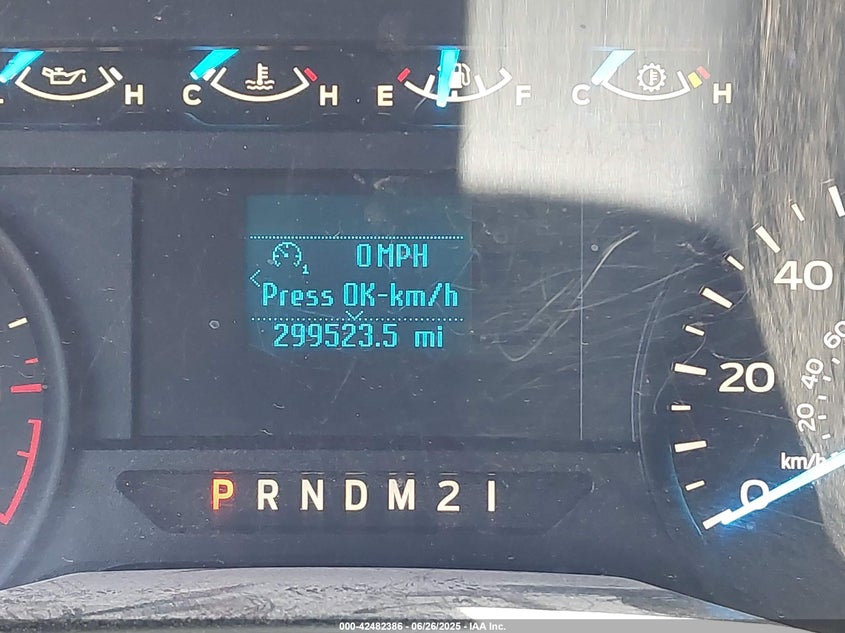 H C H E F C H
0 MPH
1
Press OK-km/h
299523.5 mi
40
20
0
60
40
20
km/h
P R N D M 2 1
000-42482386 - 06/26/2025 - IAA Inc.